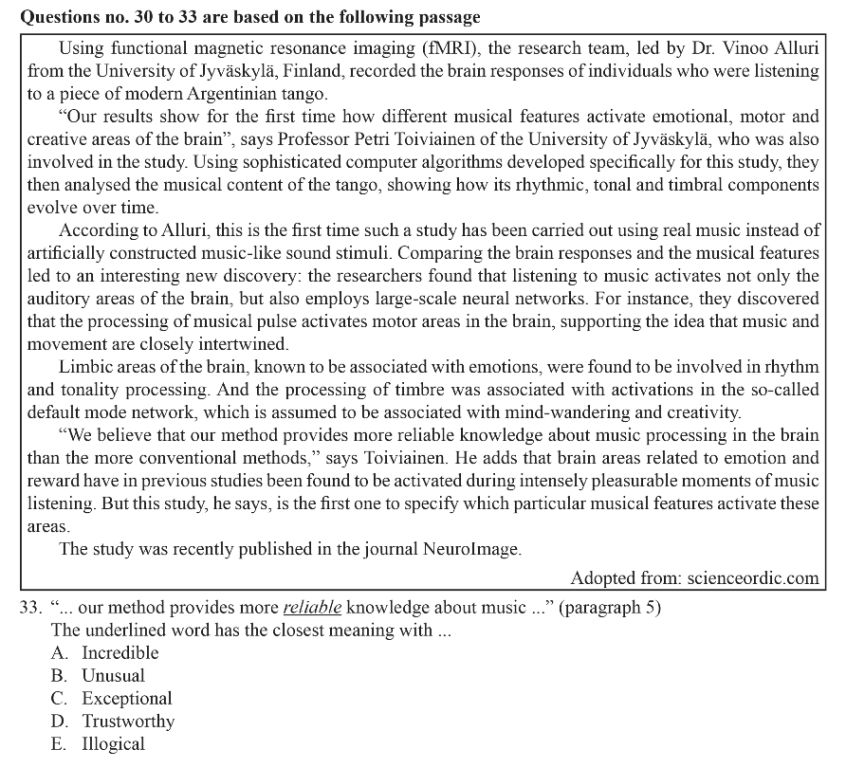 Questions no. 30 to 33 are based on the following passage
Using functional magnetic resonance imaging (fMRI), the research team, led by Dr. Vinoo Alluri
from the University of Jyväskylä, Finland, recorded the brain responses of individuals who were listening
to a piece of modern Argentinian tango.
“Our results show for the first time how different musical features activate emotional, motor and
creative areas of the brain”, says Professor Petri Toiviainen of the University of Jyväskylä, who was also
involved in the study. Using sophisticated computer algorithms developed specifically for this study, they
then analysed the musical content of the tango, showing how its rhythmic, tonal and timbral components
evolve over time.
According to Alluri, this is the first time such a study has been carried out using real music instead of
artificially constructed music-like sound stimuli. Comparing the brain responses and the musical features
led to an interesting new discovery: the researchers found that listening to music activates not only the
auditory areas of the brain, but also employs large-scale neural networks. For instance, they discovered
that the processing of musical pulse activates motor areas in the brain, supporting the idea that music and
movement are closely intertwined.
Limbic areas of the brain, known to be associated with emotions, were found to be involved in rhythm
and tonality processing. And the processing of timbre was associated with activations in the so-called
default mode network, which is assumed to be associated with mind-wandering and creativity.
“We believe that our method provides more reliable knowledge about music processing in the brain
than the more conventional methods,” says Toiviainen. He adds that brain areas related to emotion and
reward have in previous studies been found to be activated during intensely pleasurable moments of music
listening. But this study, he says, is the first one to specify which particular musical features activate these
areas.
The study was recently published in the journal NeuroImage.
Adopted from: scienceordic.com
33. “... our method provides more reliable knowledge about music ...” (paragraph 5)
The underlined word has the closest meaning with ...
A. Incredible
B. Unusual
C. Exceptional
D. Trustworthy
E. Illogical